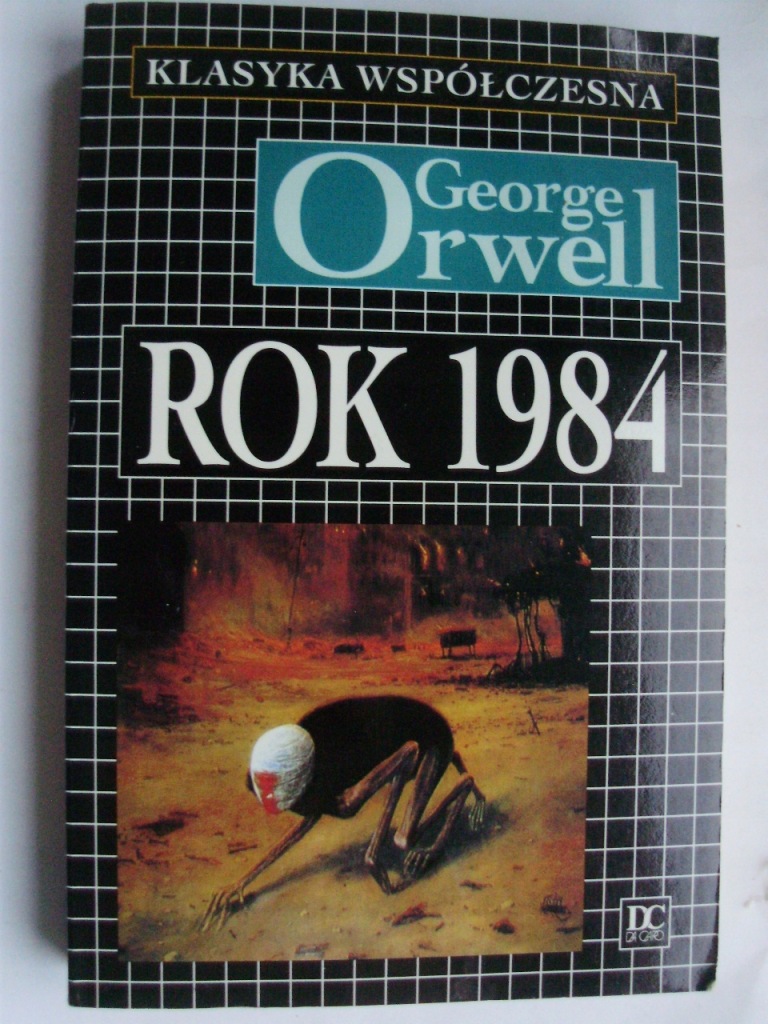 KLASYKA WSPÓŁCZESNA
George
Orwell
ROK 1984
DC
DA CAPO